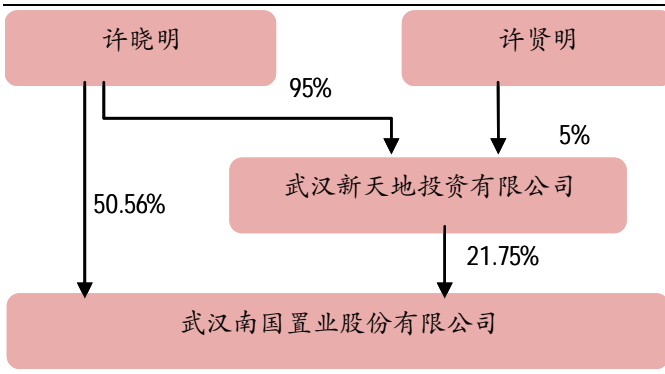 许晓明
许贤明
95%
5%
武汉新天地投资有限公司
50.56%
21.75%
武汉南国置业股份有限公司